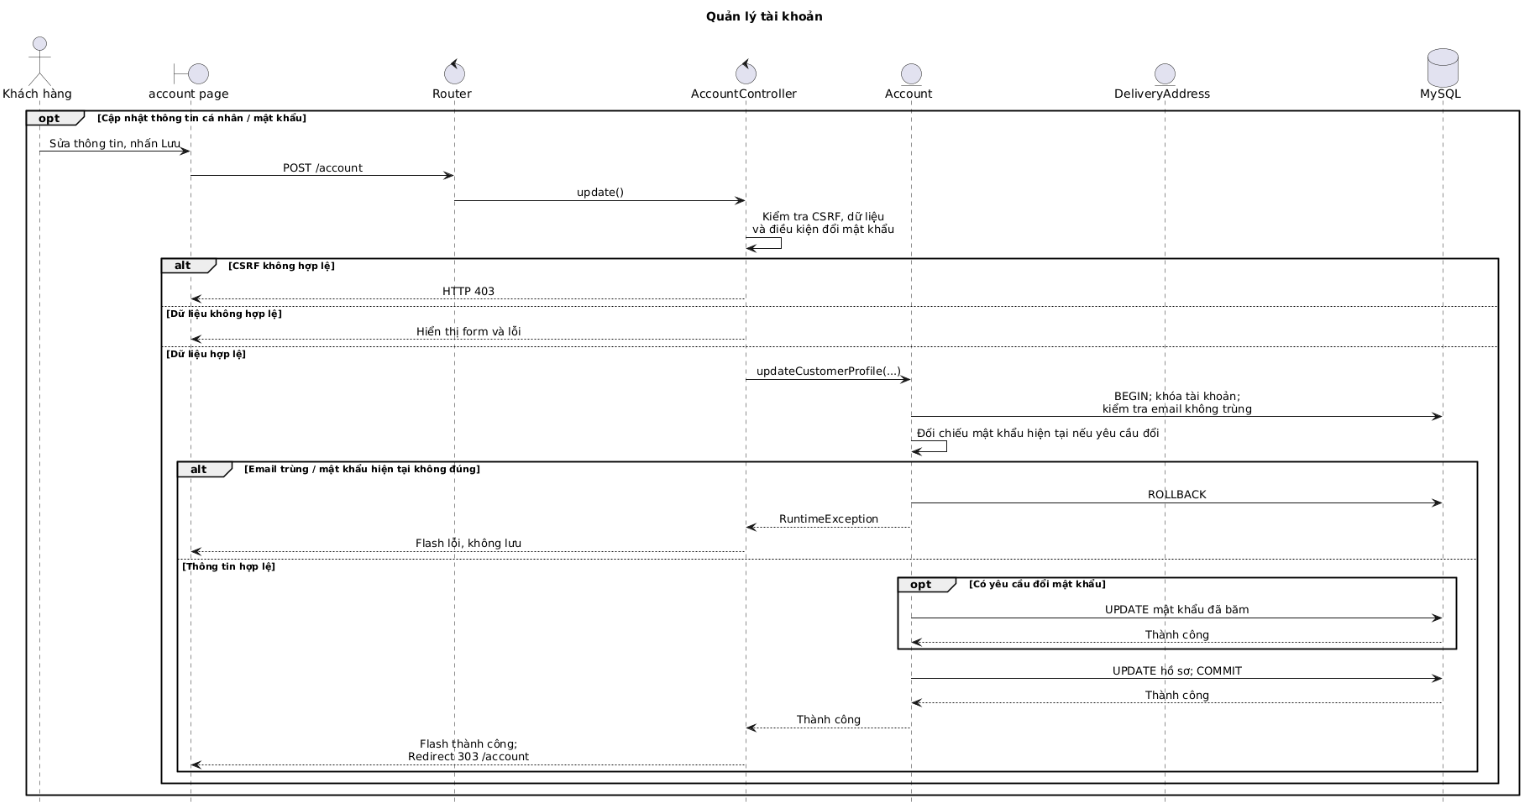 Quản lý tài khoản
Khách hàng
account page
Router
AccountController
Account
DeliveryAddress
MySQL
opt
[Cập nhật thông tin cá nhân / mật khẩu]
Sửa thông tin, nhấn Lưu
POST /account
update()
Kiểm tra CSRF, dữ liệu
và điều kiện đổi mật khẩu
alt
[CSRF không hợp lệ]
HTTP 403
[Dữ liệu không hợp lệ]
Hiển thị form và lỗi
[Dữ liệu hợp lệ]
updateCustomerProfile(...)
BEGIN; khóa tài khoản;
kiểm tra email không trùng
Đối chiếu mật khẩu hiện tại nếu yêu cầu đổi
alt
[Email trùng / mật khẩu hiện tại không đúng]
ROLLBACK
RuntimeException
Flash lỗi, không lưu
[Thông tin hợp lệ]
opt
[Có yêu cầu đổi mật khẩu]
UPDATE mật khẩu đã băm
Thành công
UPDATE hồ sơ; COMMIT
Thành công
Thành công
Flash thành công;
Redirect 303 /account